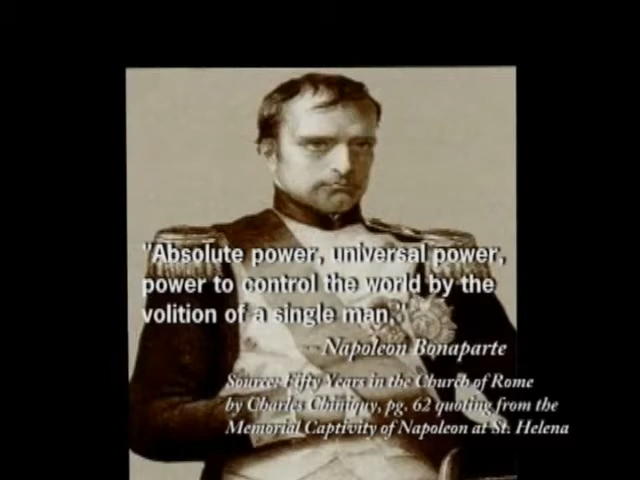 "Absolute power, universal power,
power to control the world by the
volition of a single man."
--Napoleon Bonaparte
Source: Fifty Years in the Church of Rome
by Charles Chiniquy, pg. 62 quoting from the
Memorial Captivity of Napoleon at St. Helena